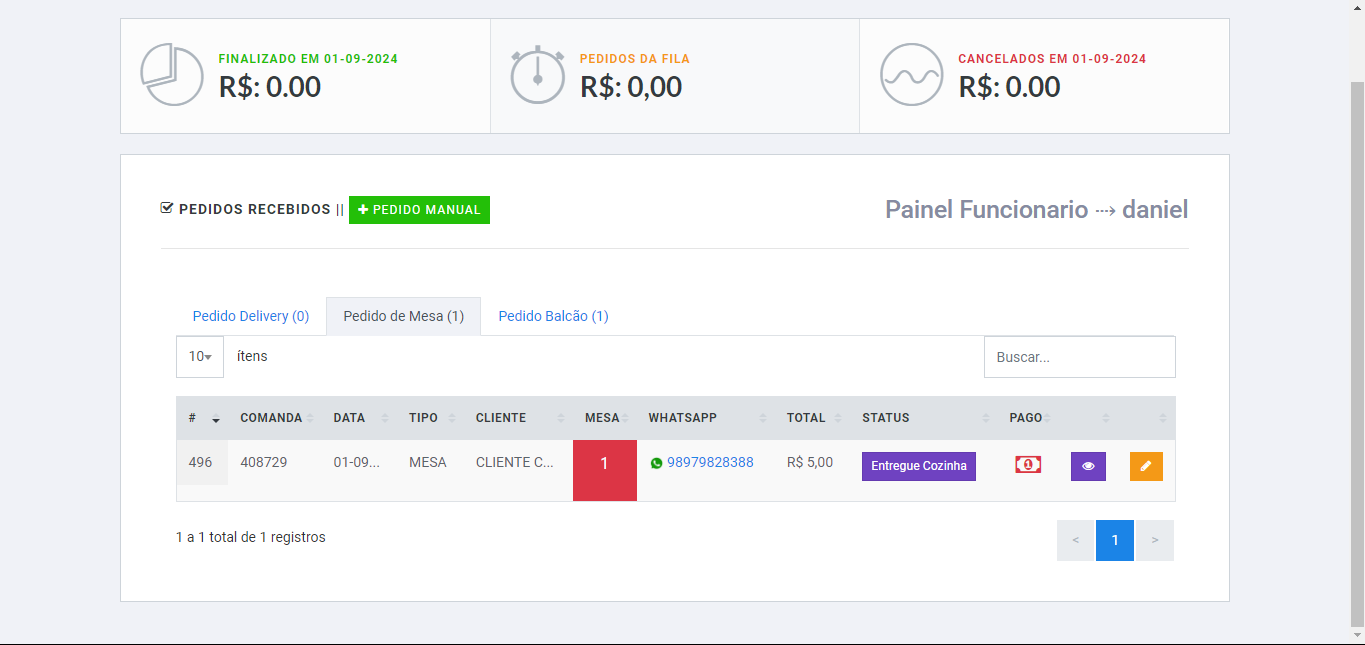 FINALIZADO EM 01-09-2024
R$: 0.00
PEDIDOS DA FILA
R$: 0,00
CANCELADOS EM 01-09-2024
R$: 0.00
PEDIDOS RECEBIDOS || + PEDIDO MANUAL
Painel Funcionario ⤑ daniel
Pedido Delivery (0) Pedido de Mesa (1) Pedido Balcão (1)
10 ítens Buscar...
# COMANDA DATA TIPO CLIENTE MESA WHATSAPP TOTAL STATUS PAGO
496 408729 01-09... MESA CLIENTE C... 1 98979828388 R$ 5,00 Entregue Cozinha 1
1 a 1 total de 1 registros < 1 >